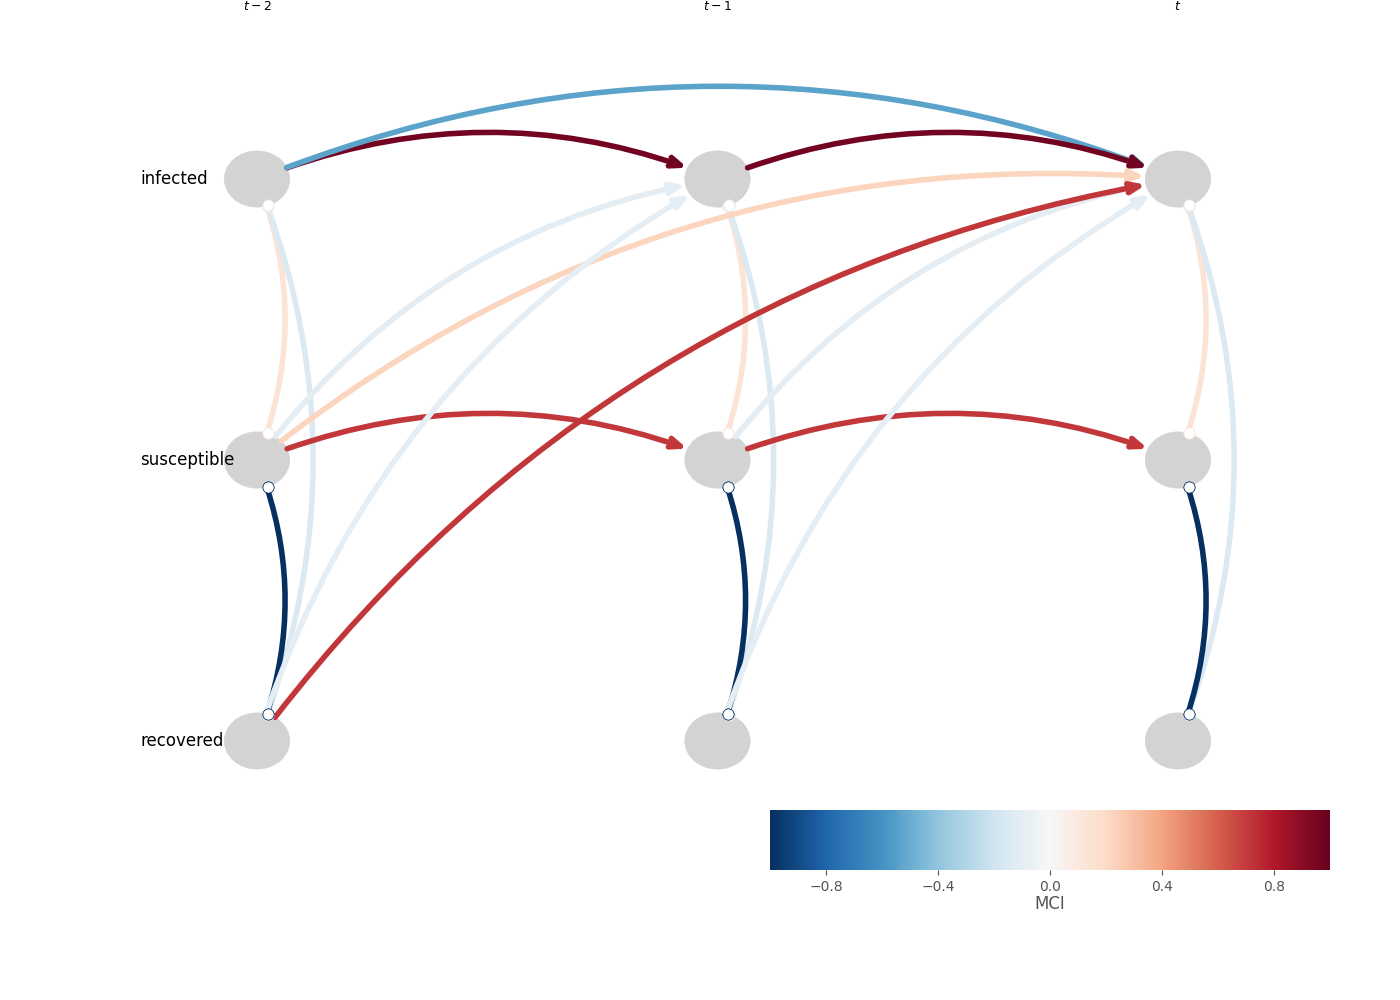 t − 2 t − 1 t
infected
susceptible
recovered
−0.8 −0.4 0.0 0.4 0.8
MCI